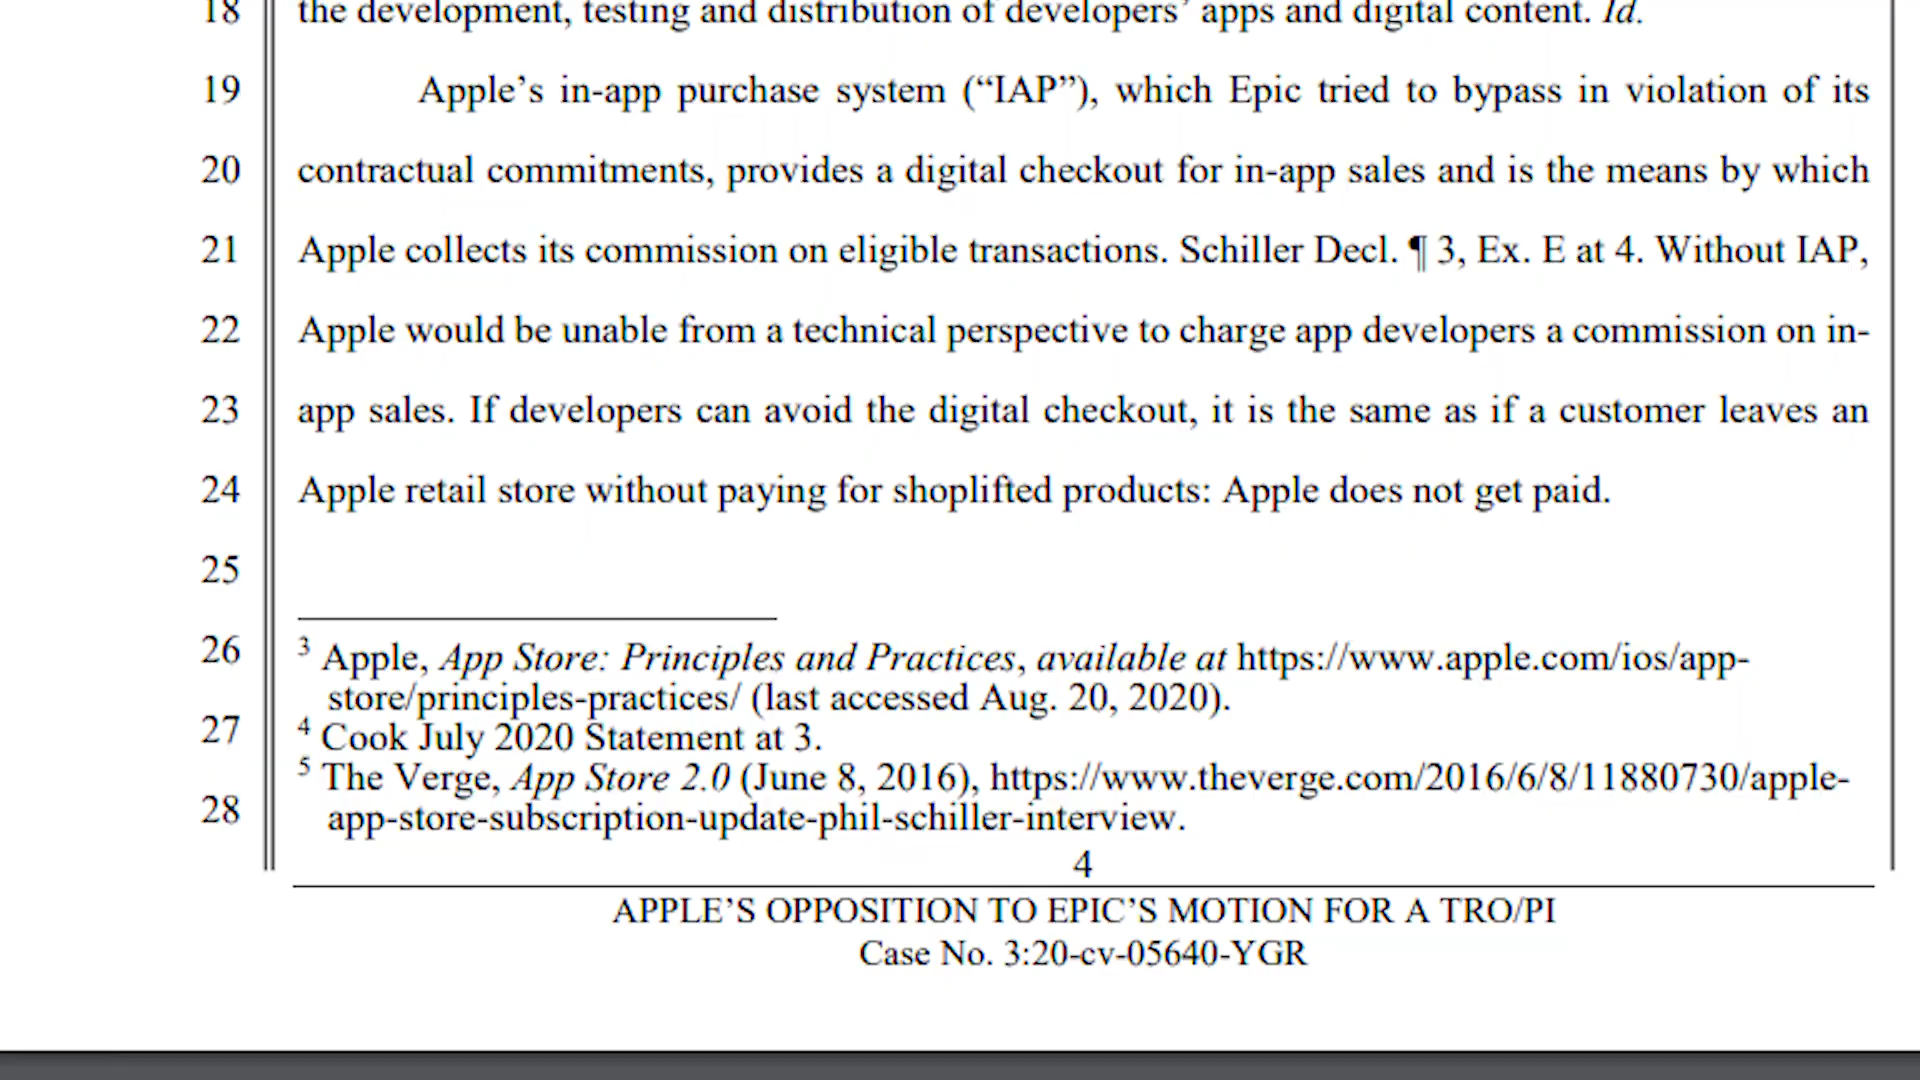 18 the development, testing and distribution of developers’ apps and digital content. Id.
19 Apple’s in-app purchase system (“IAP”), which Epic tried to bypass in violation of its
20 contractual commitments, provides a digital checkout for in-app sales and is the means by which
21 Apple collects its commission on eligible transactions. Schiller Decl. ¶ 3, Ex. E at 4. Without IAP,
22 Apple would be unable from a technical perspective to charge app developers a commission on in-
23 app sales. If developers can avoid the digital checkout, it is the same as if a customer leaves an
24 Apple retail store without paying for shoplifted products: Apple does not get paid.
25
26 3 Apple, App Store: Principles and Practices, available at https://www.apple.com/ios/app-
store/principles-practices/ (last accessed Aug. 20, 2020).
27 4 Cook July 2020 Statement at 3.
5 The Verge, App Store 2.0 (June 8, 2016), https://www.theverge.com/2016/6/8/11880730/apple-
28 app-store-subscription-update-phil-schiller-interview.
4
APPLE’S OPPOSITION TO EPIC’S MOTION FOR A TRO/PI
Case No. 3:20-cv-05640-YGR